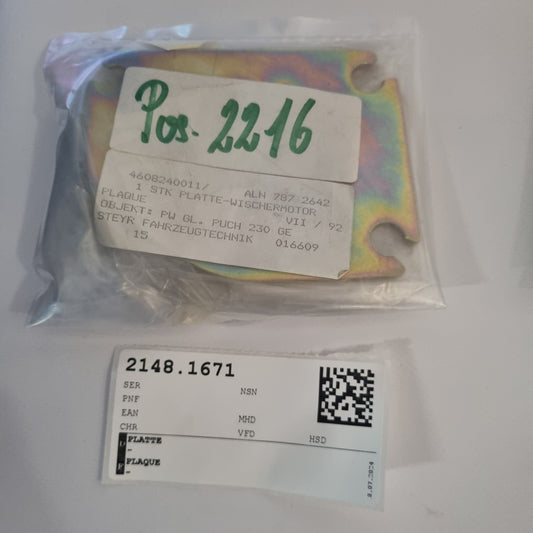 Pos. 2216
4608240011/ ALN 787 2642
1 STK PLATTE-WISCHERMOTOR
PLAQUE VII / 92
OBJEKT: PW GL. PUCH 230 GE
STEYR FAHRZEUGTECHNIK 016609
15
2148.1671
SER NSN
PNF
EAN MHD
CHR VFD HSD
D PLATTE
-
F PLAQUE
-